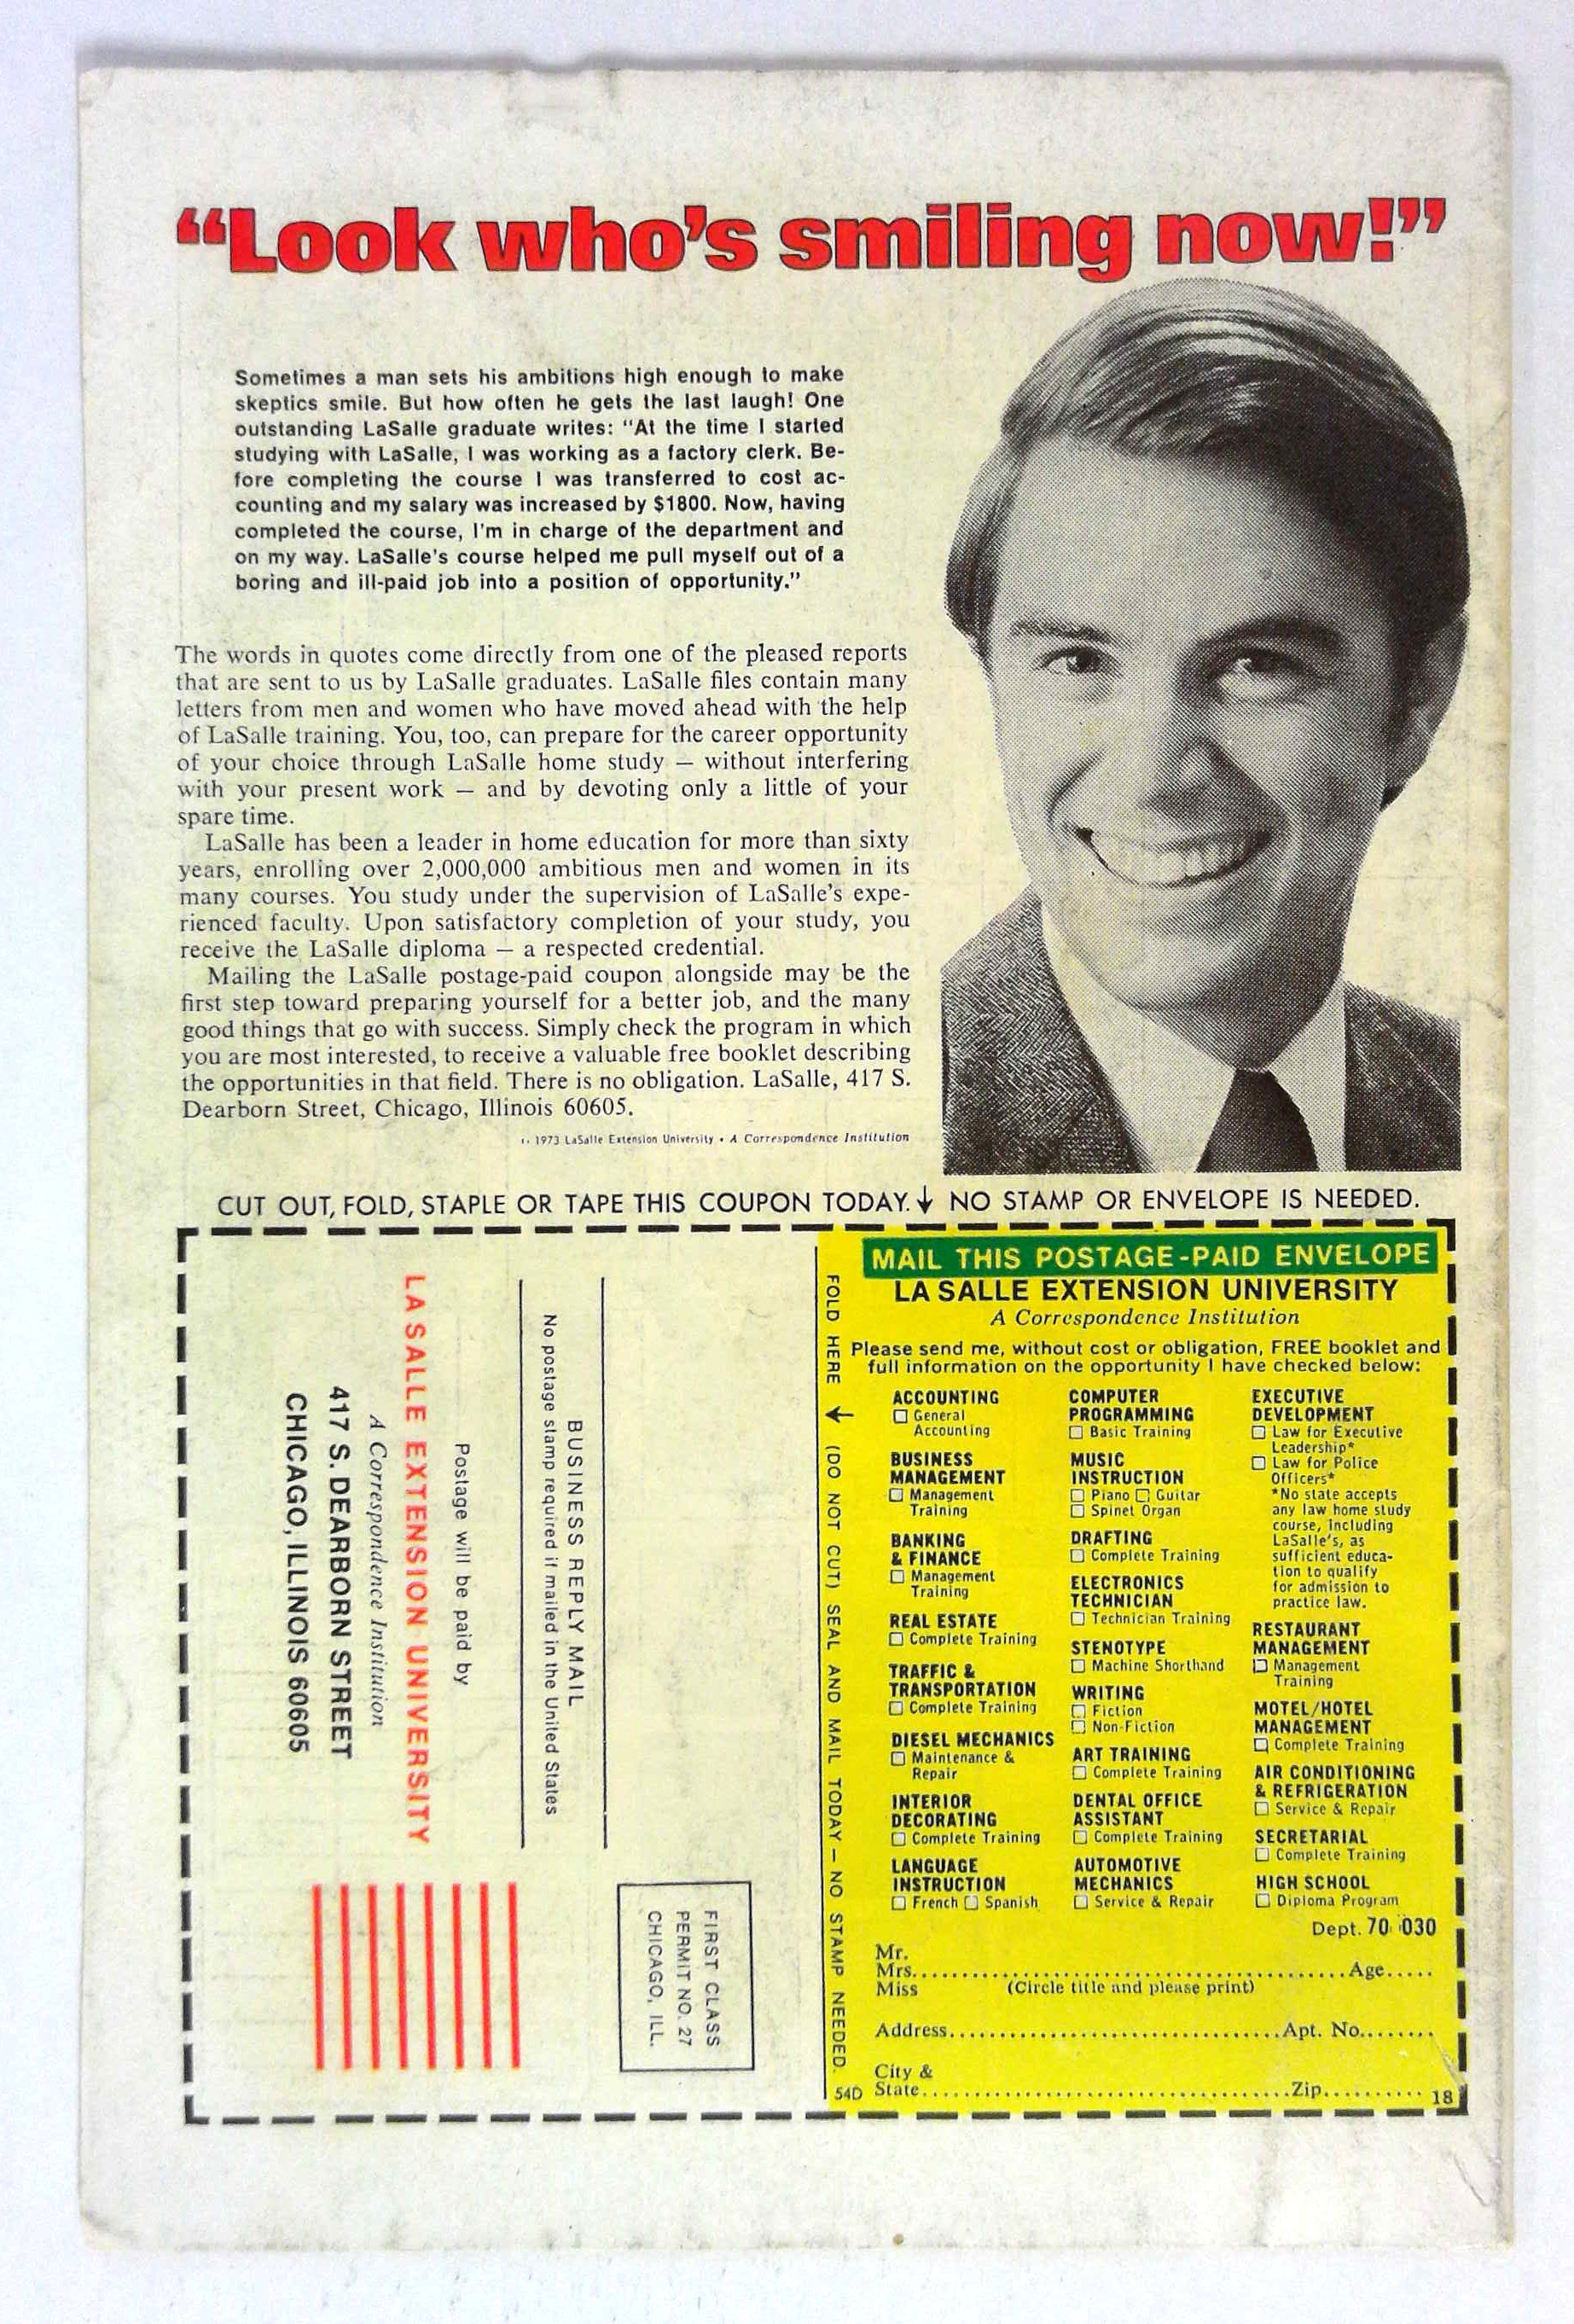 “Look who’s smiling now!”
Sometimes a man sets his ambitions high enough to make
skeptics smile. But how often he gets the last laugh! One
outstanding LaSalle graduate writes: “At the time I started
studying with LaSalle, I was working as a factory clerk. Be-
fore completing the course I was transferred to cost ac-
counting and my salary was increased by $1800. Now, having
completed the course, I'm in charge of the department and
on my way. LaSalle's course helped me pull myself out of a
boring and ill-paid job into a position of opportunity.”
The words in quotes come directly from one of the pleased reports
that are sent to us by LaSalle graduates. LaSalle files contain many
letters from men and women who have moved ahead with the help
of LaSalle training. You, too, can prepare for the career opportunity
of your choice through LaSalle home study — without interfering
with your present work — and by devoting only a little of your
spare time.
LaSalle has been a leader in home education for more than sixty
years, enrolling over 2,000,000 ambitious men and women in its
many courses. You study under the supervision of LaSalle's expe-
rienced faculty. Upon satisfactory completion of your study, you
receive the LaSalle diploma — a respected credential.
Mailing the LaSalle postage-paid coupon alongside may be the
first step toward preparing yourself for a better job, and the many
good things that go with success. Simply check the program in which
you are most interested, to receive a valuable free booklet describing
the opportunities in that field. There is no obligation. LaSalle, 417 S.
Dearborn Street, Chicago, Illinois 60605.
1973 LaSalle Extension University • A Correspondence Institution
CUT OUT, FOLD, STAPLE OR TAPE THIS COUPON TODAY.↓ NO STAMP OR ENVELOPE IS NEEDED.
FIRST CLASS
PERMIT NO. 27
CHICAGO, ILL.
BUSINESS REPLY MAIL
No postage stamp required if mailed in the United States
Postage will be paid by
LA SALLE EXTENSION UNIVERSITY
A Correspondence Institution
417 S. DEARBORN STREET
CHICAGO, ILLINOIS 60605
FOLD HERE ← (DO NOT CUT) SEAL AND MAIL TODAY — NO STAMP NEEDED.
MAIL THIS POSTAGE-PAID ENVELOPE
LA SALLE EXTENSION UNIVERSITY
A Correspondence Institution
Please send me, without cost or obligation, FREE booklet and
full information on the opportunity I have checked below:
ACCOUNTING
☐ General
Accounting
BUSINESS
MANAGEMENT
☐ Management
Training
BANKING
& FINANCE
☐ Management
Training
REAL ESTATE
☐ Complete Training
TRAFFIC &
TRANSPORTATION
☐ Complete Training
DIESEL MECHANICS
☐ Maintenance &
Repair
INTERIOR
DECORATING
☐ Complete Training
LANGUAGE
INSTRUCTION
☐ French ☐ Spanish
COMPUTER
PROGRAMMING
☐ Basic Training
MUSIC
INSTRUCTION
☐ Piano ☐ Guitar
☐ Spinet Organ
DRAFTING
☐ Complete Training
ELECTRONICS
TECHNICIAN
☐ Technician Training
STENOTYPE
☐ Machine Shorthand
WRITING
☐ Fiction
☐ Non-Fiction
ART TRAINING
☐ Complete Training
DENTAL OFFICE
ASSISTANT
☐ Complete Training
AUTOMOTIVE
MECHANICS
☐ Service & Repair
EXECUTIVE
DEVELOPMENT
☐ Law for Executive
Leadership*
☐ Law for Police
Officers*
*No state accepts
any law home study
course, including
LaSalle's, as
sufficient educa-
tion to qualify
for admission to
practice law.
RESTAURANT
MANAGEMENT
☐ Management
Training
MOTEL/HOTEL
MANAGEMENT
☐ Complete Training
AIR CONDITIONING
& REFRIGERATION
☐ Service & Repair
SECRETARIAL
☐ Complete Training
HIGH SCHOOL
☐ Diploma Program
Dept. 70 030
Mr.
Mrs. Age
Miss (Circle title and please print)
Address Apt. No.
City &
State Zip
54D 18